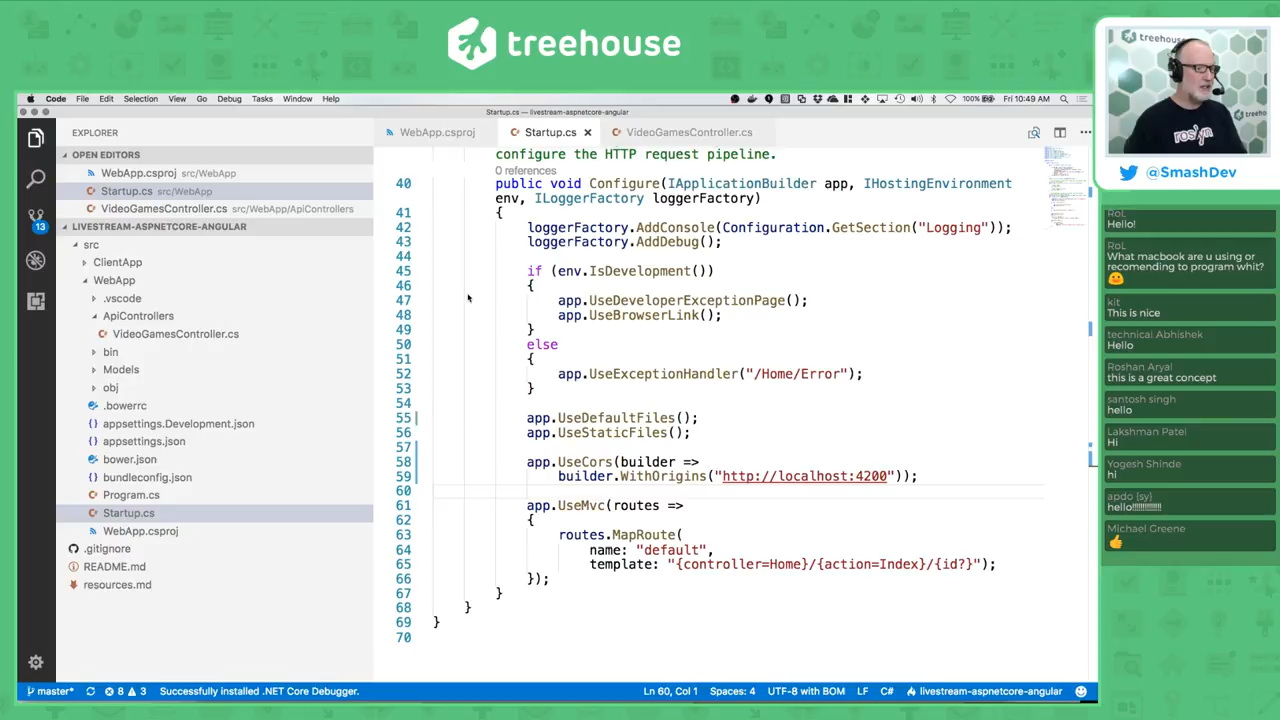 treehouse
Code File Edit Selection View Go Debug Tasks Window Help
100% Fri 10:49 AM
Startup.cs — livestream-aspnetcore-angular
EXPLORER
OPEN EDITORS
WebApp.csproj src/WebApp
Startup.cs src/WebApp
VideoGamesController.cs src/WebApp/ApiControllers
13
LIVESTREAM-ASPNETCORE-ANGULAR
src
ClientApp
WebApp
.vscode
ApiControllers
VideoGamesController.cs
bin
Models
obj
.bowerrc
appsettings.Development.json
appsettings.json
bower.json
bundleconfig.json
Program.cs
Startup.cs
WebApp.csproj
.gitignore
README.md
resources.md
WebApp.csproj
Startup.cs
VideoGamesController.cs
configure the HTTP request pipeline.
0 references
40 public void Configure(IApplicationBuilder app, IHostingEnvironment
env, ILoggerFactory loggerFactory)
41 {
42 loggerFactory.AddConsole(Configuration.GetSection("Logging"));
43 loggerFactory.AddDebug();
44
45 if (env.IsDevelopment())
46 {
47 app.UseDeveloperExceptionPage();
48 app.UseBrowserLink();
49 }
50 else
51 {
52 app.UseExceptionHandler("/Home/Error");
53 }
54
55 app.UseDefaultFiles();
56 app.UseStaticFiles();
57
58 app.UseCors(builder =>
59 builder.WithOrigins("http://localhost:4200"));
60
61 app.UseMvc(routes =>
62 {
63 routes.MapRoute(
64 name: "default",
65 template: "{controller=Home}/{action=Index}/{id?}");
66 });
67 }
68 }
69 }
70
master* 8 3 Successfully installed .NET Core Debugger.
Ln 60, Col 1 Spaces: 4 UTF-8 with BOM LF C# livestream-aspnetcore-angular
treehouse
roslyn
@SmashDev
RoL
Hello!
RoL
What macbook are u using or
recomending to program whit?
kit
This is nice
technical Abhishek
Hello
Roshan Aryal
this is a great concept
santosh singh
hello
Lakshman Patel
Hi
Yogesh Shinde
hi
apdo {sy}
hello!!!!!!!!!!!!!
Michael Greene